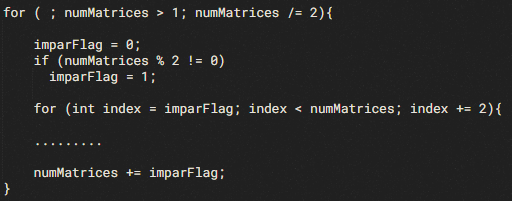 for ( ; numMatrices > 1; numMatrices /= 2){
imparFlag = 0;
if (numMatrices % 2 != 0)
imparFlag = 1;
for (int index = imparFlag; index < numMatrices; index += 2){
.........
numMatrices += imparFlag;
}